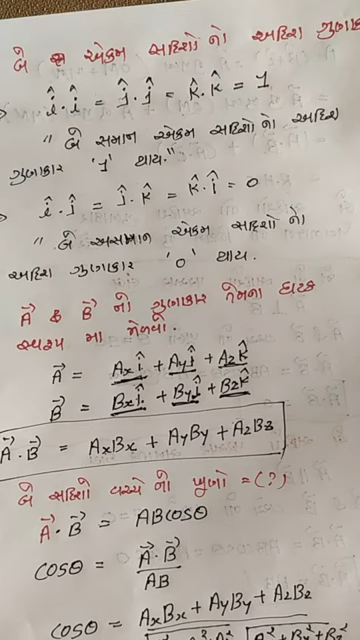 બે એકમ સદિશો નો અદિશ ગુણાકાર
î·î = ĵ·ĵ = k̂·k̂ = 1
"બે સમાન એકમ સદિશો નો અદિશ
ગુણાકાર '1' થાય."
î·ĵ = ĵ·k̂ = k̂·î = 0
"બે અસમાન એકમ સદિશો નો
અદિશ ગુણાકાર '0' થાય.
A⃗ & B⃗ નો ગુણાકાર તેમના ઘટક
સ્વરૂપ મા મેળવો.
A⃗ = Axî + Ayĵ + Azk̂
B⃗ = Bxî + Byĵ + Bzk̂
A⃗·B⃗ = AxBx + AyBy + AzBz
બે સદિશો વચ્ચે નો ખુણો = (?)
A⃗·B⃗ = ABcosθ
cosθ = A⃗·B⃗ / AB
cosθ = AxBx + AyBy + AzBz